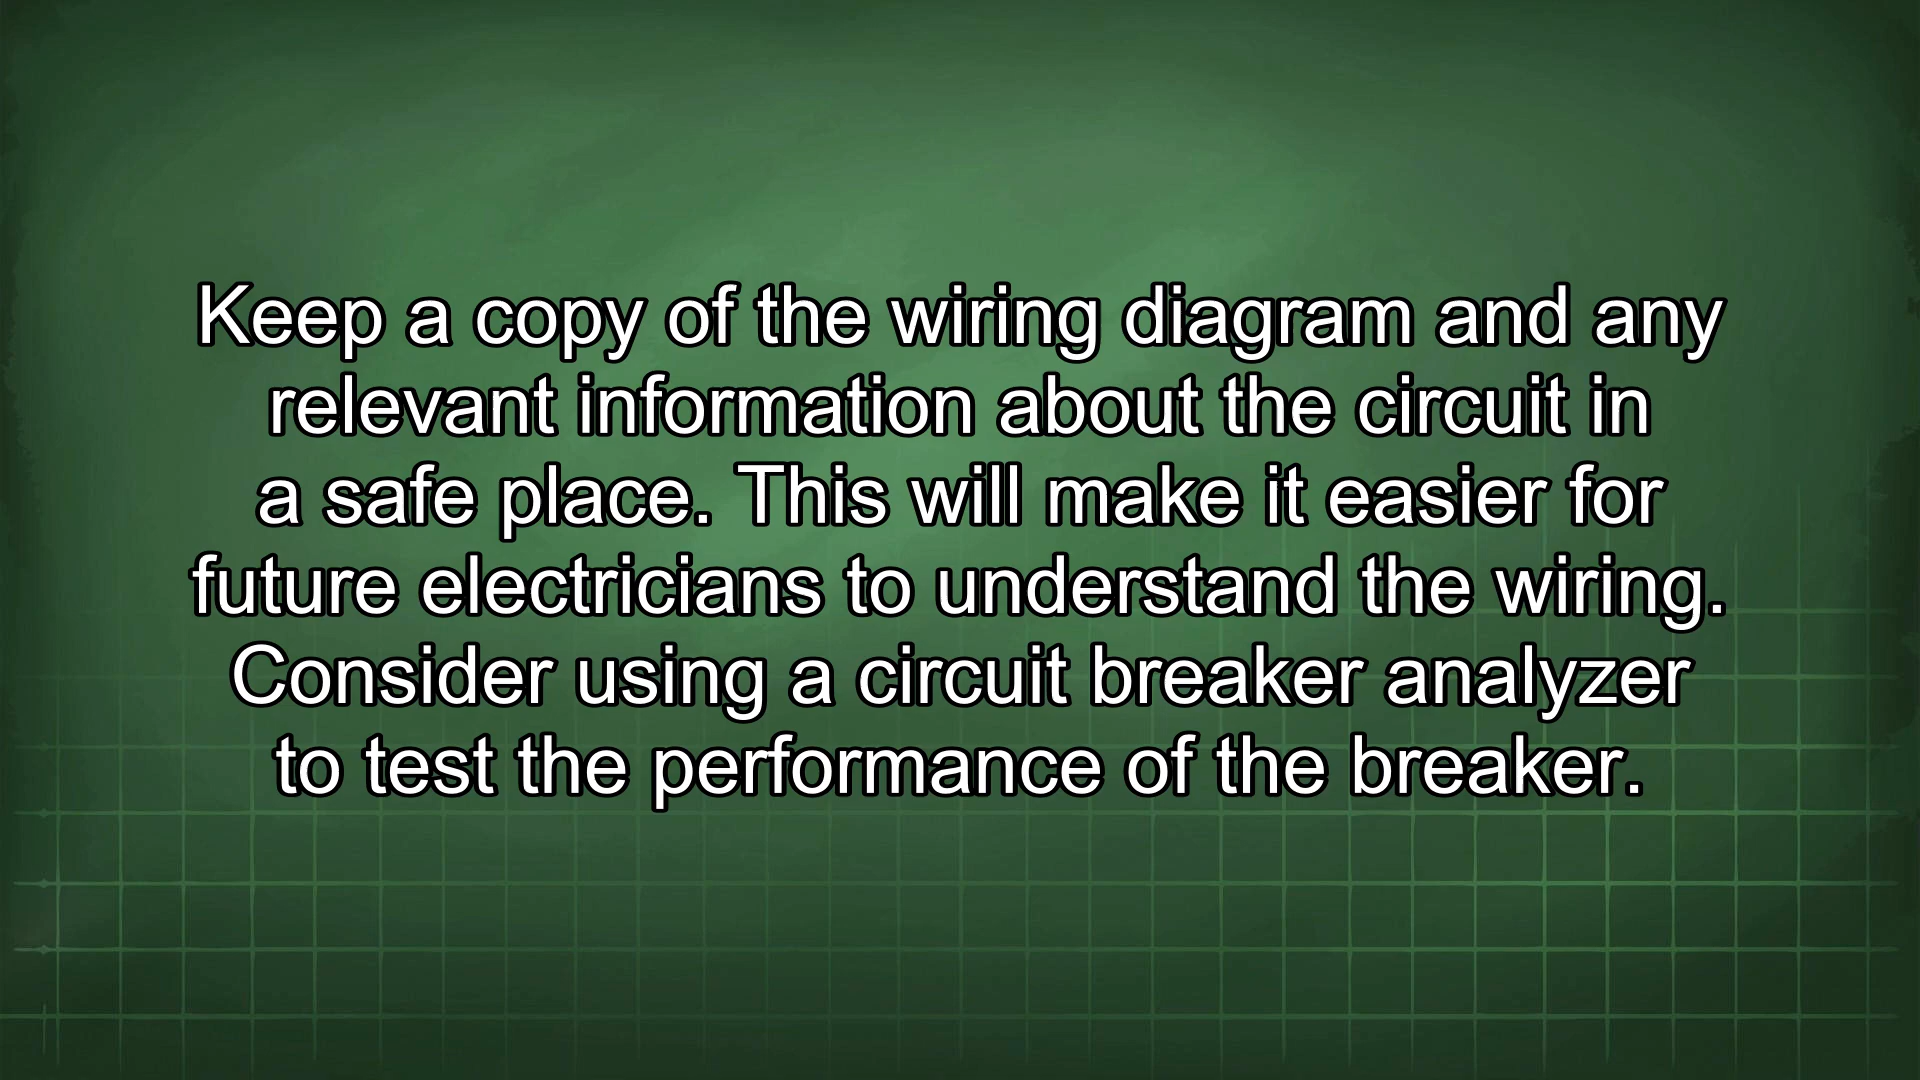 Keep a copy of the wiring diagram and any
relevant information about the circuit in
a safe place. This will make it easier for
future electricians to understand the wiring.
Consider using a circuit breaker analyzer
to test the performance of the breaker.